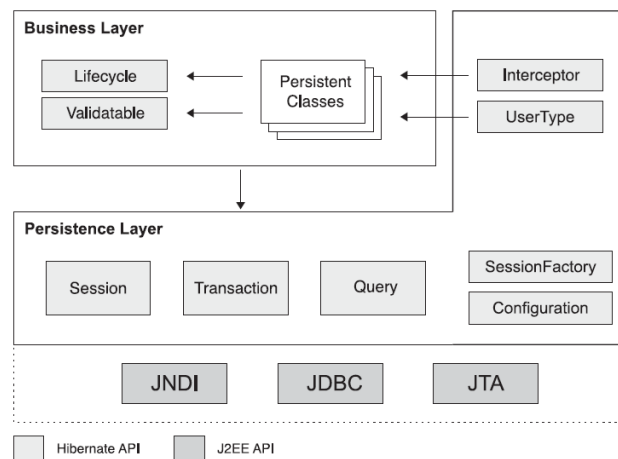 Business Layer
Lifecycle
Validatable
Persistent
Classes
Interceptor
UserType
Persistence Layer
Session
Transaction
Query
SessionFactory
Configuration
JNDI
JDBC
JTA
Hibernate API
J2EE API